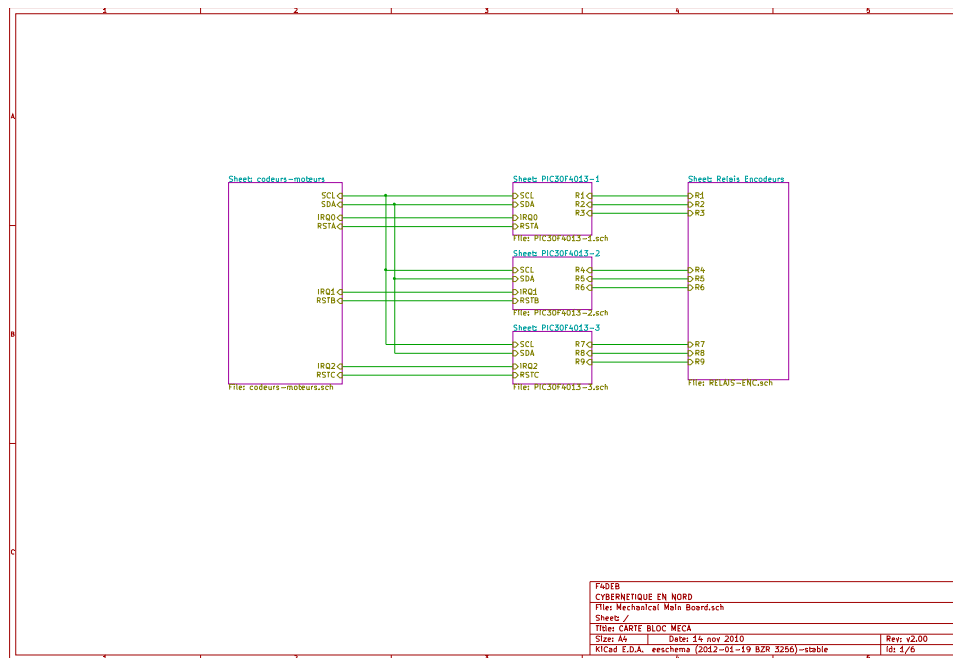 1 2 3 4 5
A
B
C
Sheet: codeurs-moteurs
SCL
SDA
IRQ0
RSTA
IRQ1
RSTB
IRQ2
RSTC
File: codeurs-moteurs.sch
Sheet: PIC30F4013-1
SCL R1
SDA R2
R3
IRQ0
RSTA
File: PIC30F4013-1.sch
Sheet: PIC30F4013-2
SCL R4
SDA R5
R6
IRQ1
RSTB
File: PIC30F4013-2.sch
Sheet: PIC30F4013-3
SCL R7
SDA R8
R9
IRQ2
RSTC
File: PIC30F4013-3.sch
Sheet: Relais Encodeurs
R1
R2
R3
R4
R5
R6
R7
R8
R9
File: RELAIS-ENC.sch
F4DEB
CYBERNETIQUE EN NORD
File: Mechanical Main Board.sch
Sheet: /
Title: CARTE BLOC MECA
Size: A4 Date: 14 nov 2010 Rev: v2.00
KiCad E.D.A. eeschema (2012-01-19 BZR 3256)-stable Id: 1/6